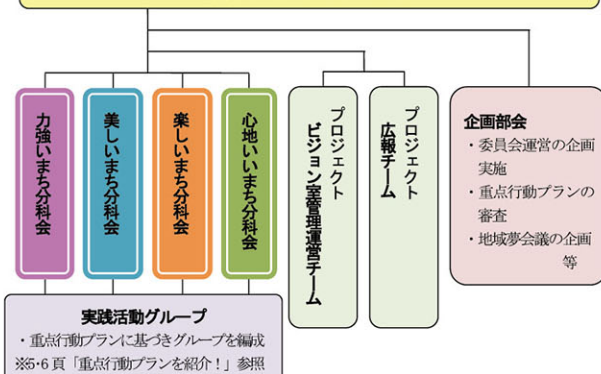 力強いまち分科会
美しいまち分科会
楽しいまち分科会
心地いいまち分科会
プロジェクト
ビジョン室管理運営チーム
プロジェクト
広報チーム
企画部会
・委員会運営の企画
実施
・重点行動プランの
審査
・地域夢会議の企画
等
実践活動グループ
・重点行動プランに基づきグループを編成
※5・6 頁「重点行動プランを紹介!」参照